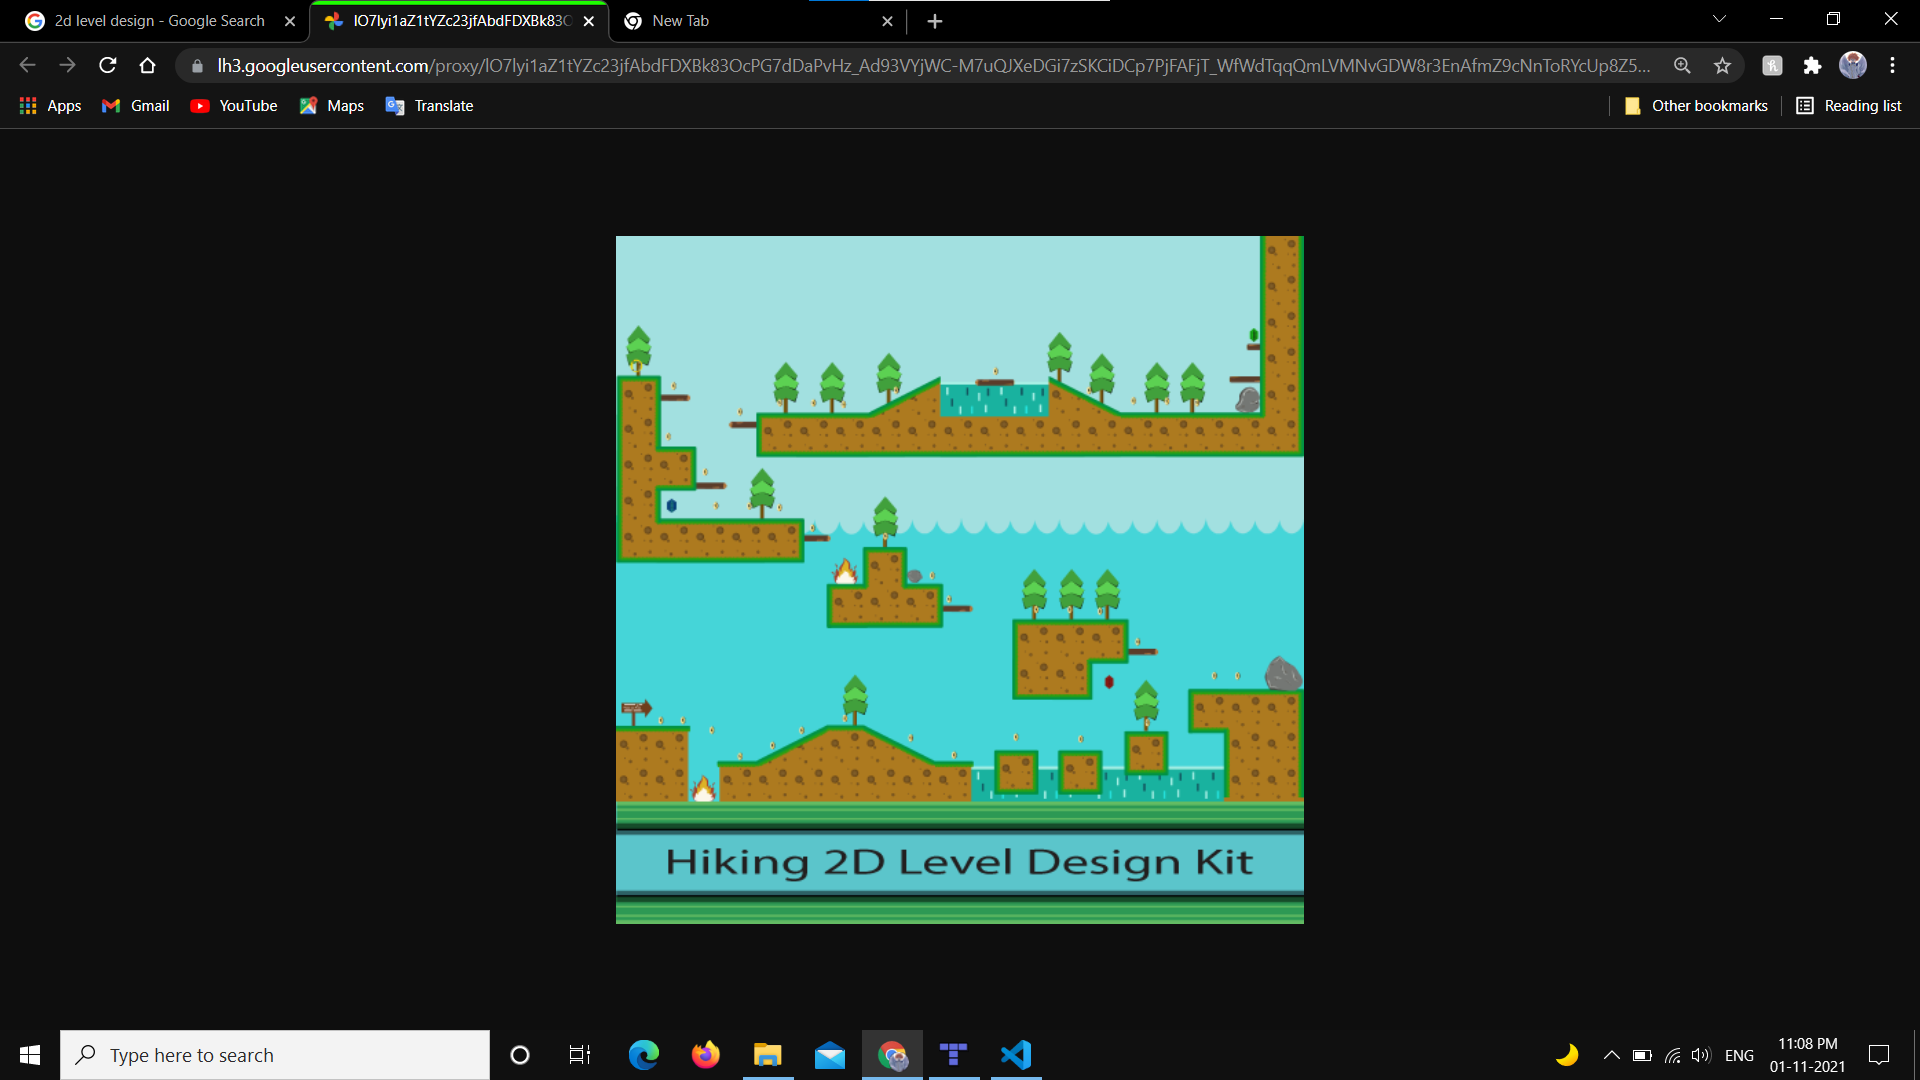 2d level design - Google Search
lO7lyi1aZ1tYZc23jfAbdFDXBk83O
New Tab
lh3.googleusercontent.com/proxy/lO7lyi1aZ1tYZc23jfAbdFDXBk83OcPG7dDaPvHz_Ad93VYjWC-M7uQJXeDGi7zSKCiDCp7PjFAFjT_WfWdTqqQmLVMNvGDW8r3EnAfmZ9cNnToRYcUp8Z5...
Apps
Gmail
YouTube
Maps
Translate
Other bookmarks
Reading list
Hiking 2D Level Design Kit
Type here to search
ENG
11:08 PM
01-11-2021